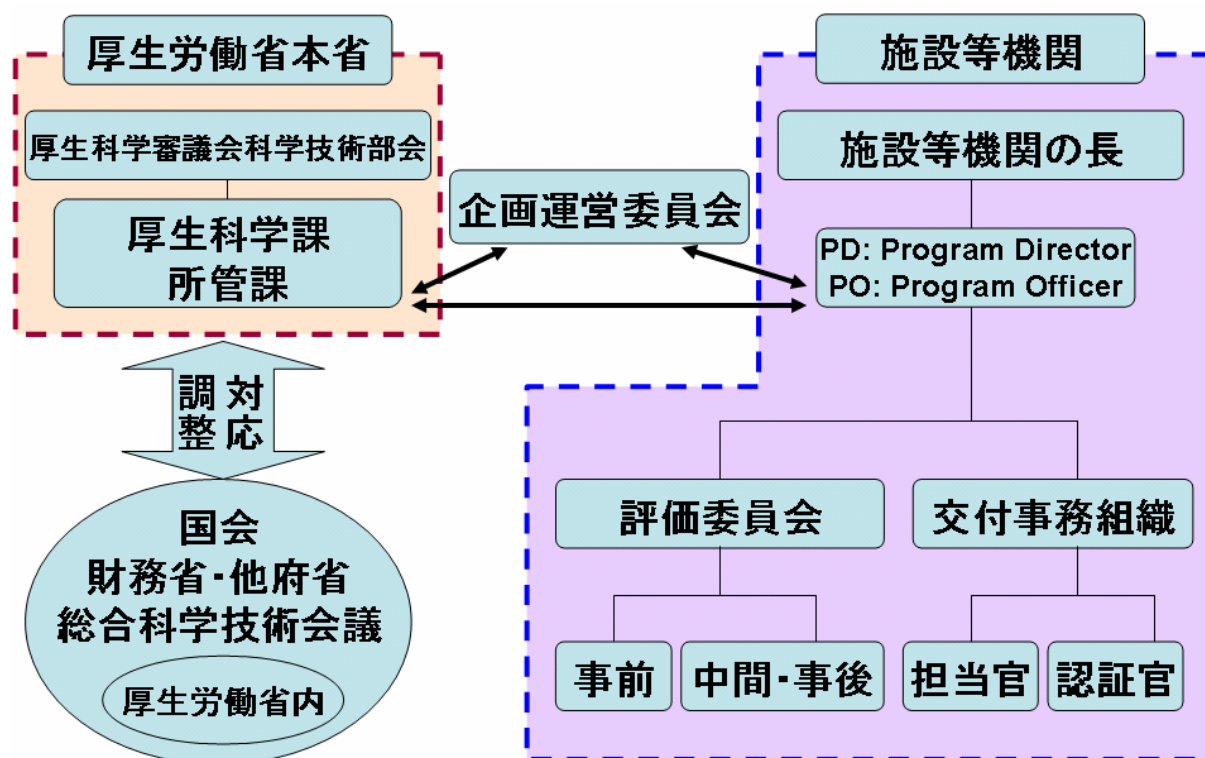 厚生労働省本省
厚生科学審議会科学技術部会
厚生科学課
所管課
企画運営委員会
施設等機関
施設等機関の長
PD: Program Director
PO: Program Officer
調整
対応
国会
財務省・他府省
総合科学技術会議
厚生労働省内
評価委員会
交付事務組織
事前
中間・事後
担当官
認証官